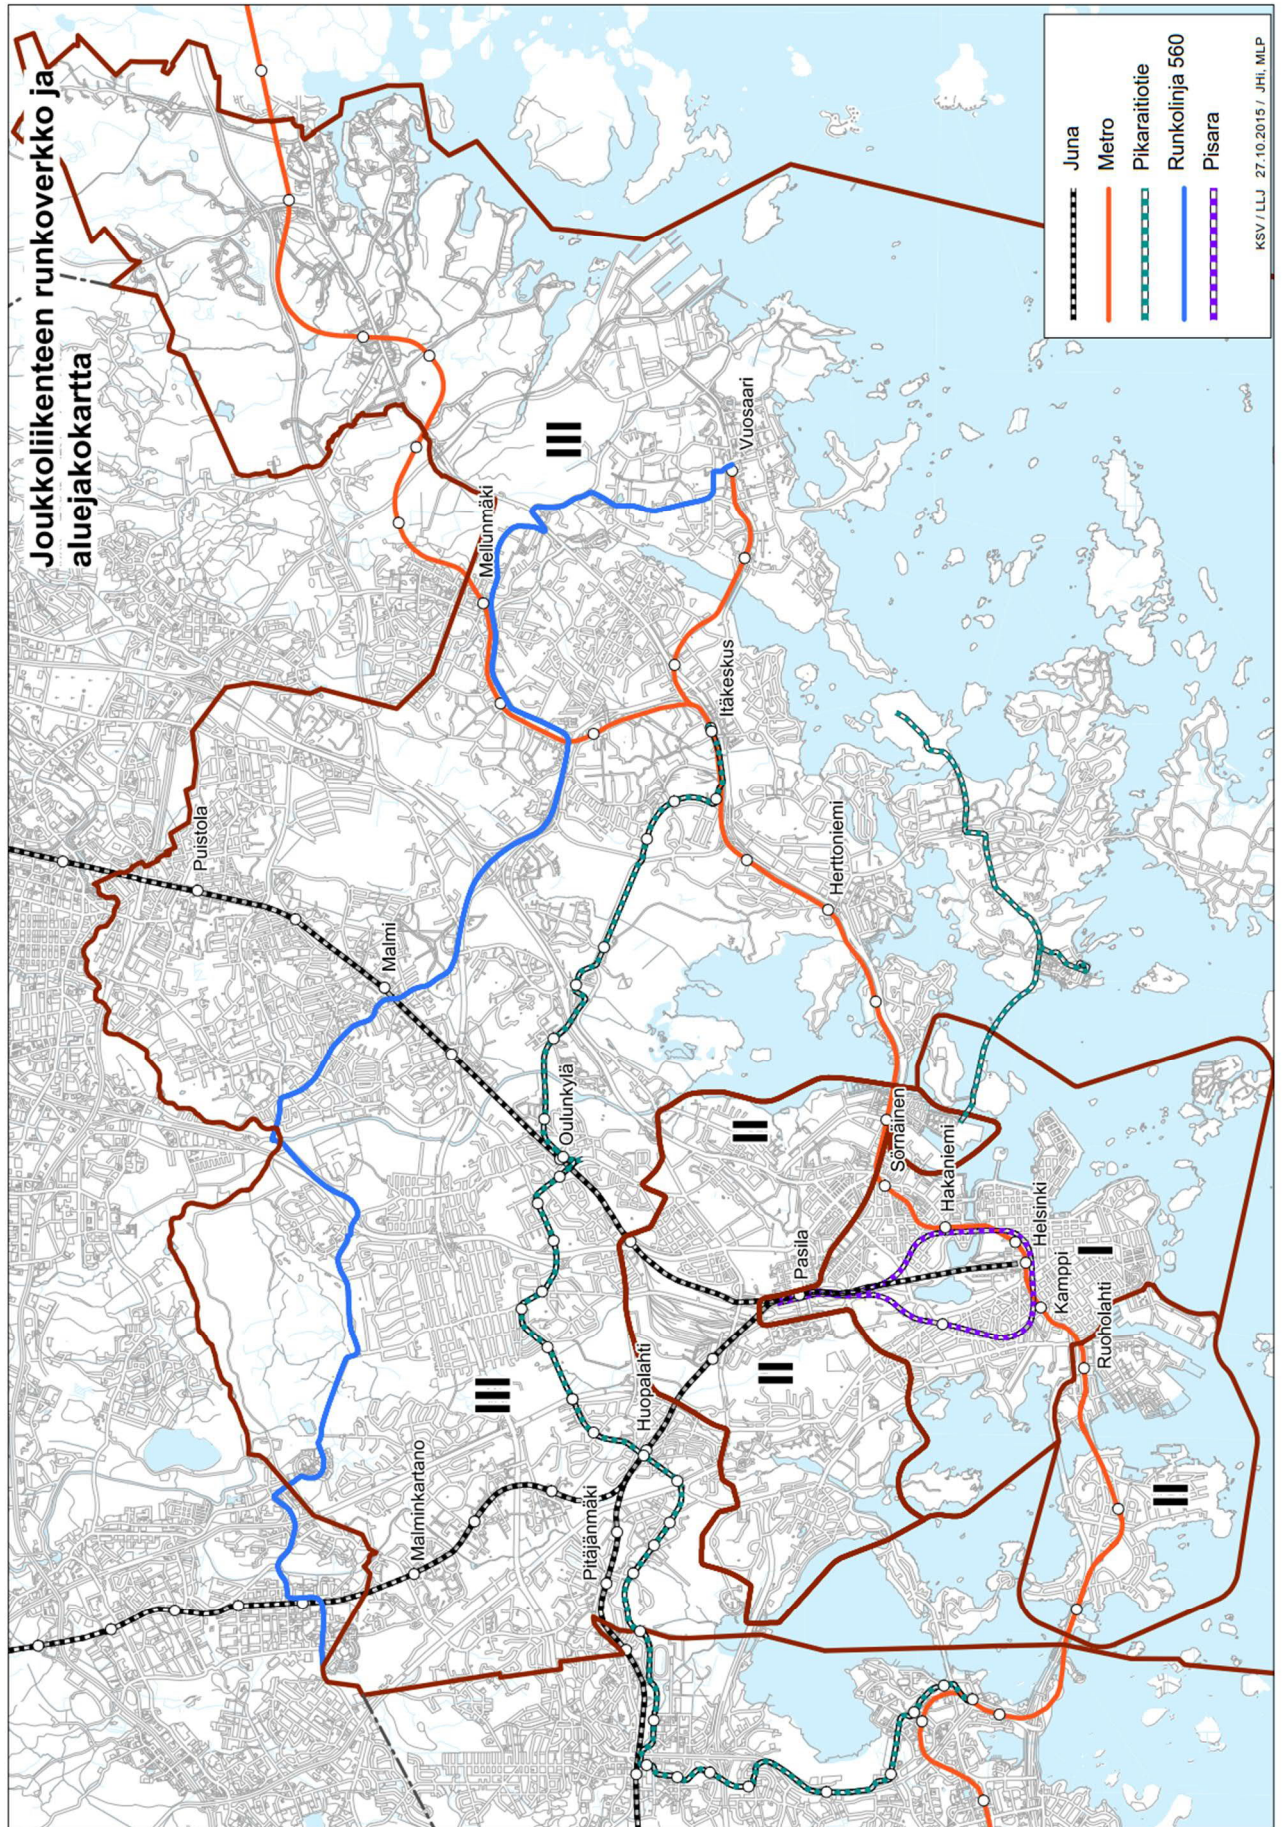 Joukkoliikenteen runkoverkko ja
aluejakokartta
Juna
Metro
Pikaraitiotie
Runkolinja 560
Pisara
KSV / LLJ 27.10.2015 / JHi, MLP
Puistola
Malmi
Mellunmäki
III
Vuosaari
Itäkeskus
Herttoniemi
Oulunkylä
II
Sörnäinen
Hakaniemi
Helsinki
Kamppi
I
Ruoholahti
Pasila
II
Huopalahti
III
Malminkartano
Pitäjänmäki
II